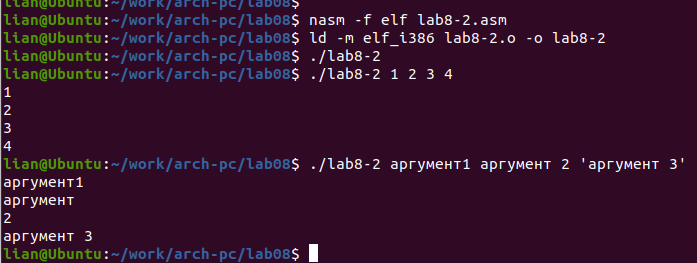 lian@Ubuntu:~/work/arch-pc/lab08$
lian@Ubuntu:~/work/arch-pc/lab08$ nasm -f elf lab8-2.asm
lian@Ubuntu:~/work/arch-pc/lab08$ ld -m elf_i386 lab8-2.o -o lab8-2
lian@Ubuntu:~/work/arch-pc/lab08$ ./lab8-2
lian@Ubuntu:~/work/arch-pc/lab08$ ./lab8-2 1 2 3 4
1
2
3
4
lian@Ubuntu:~/work/arch-pc/lab08$ ./lab8-2 аргумент1 аргумент 2 'аргумент 3'
аргумент1
аргумент
2
аргумент 3
lian@Ubuntu:~/work/arch-pc/lab08$